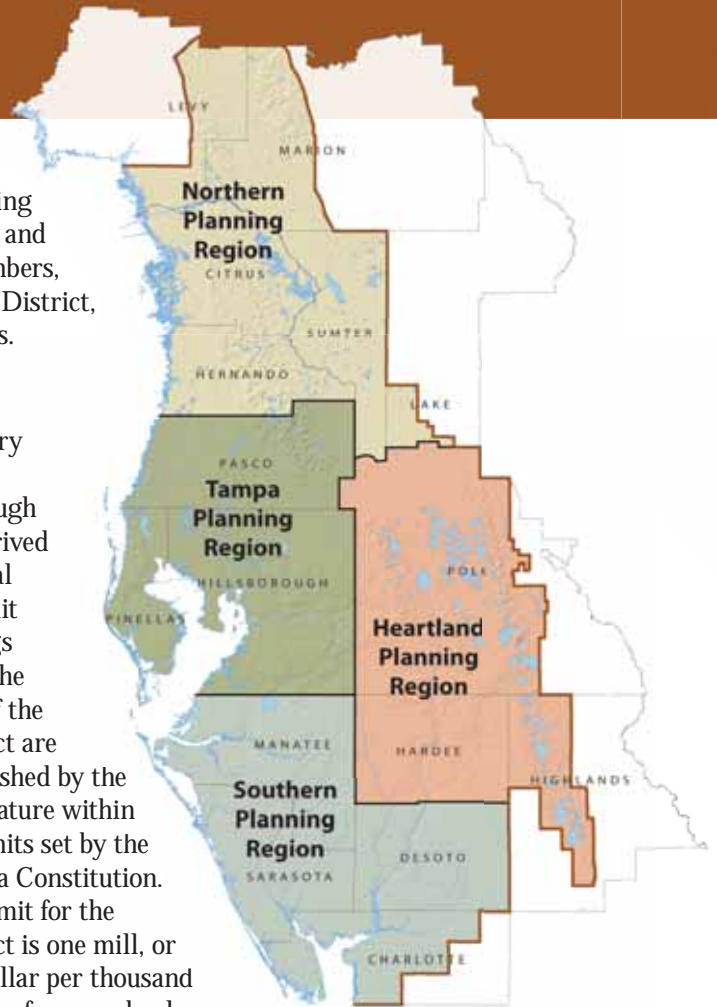 ing
and
nbers,
District,
s.
ry
ugh
rived
al
it
gs
he
f the
ct are
shed by the
ature within
nits set by the
a Constitution.
mit for the
ct is one mill, or
llar per thousand
LEVY
MARION
Northern
Planning
Region
CITRUS
SUMTER
HERNANDO
LAKE
PASCO
Tampa
Planning
Region
HILLSBOROUGH
PINELLAS
POLK
Heartland
Planning
Region
HARDEE
HIGHLANDS
MANATEE
Southern
Planning
Region
SARASOTA
DESOTO
CHARLOTTE